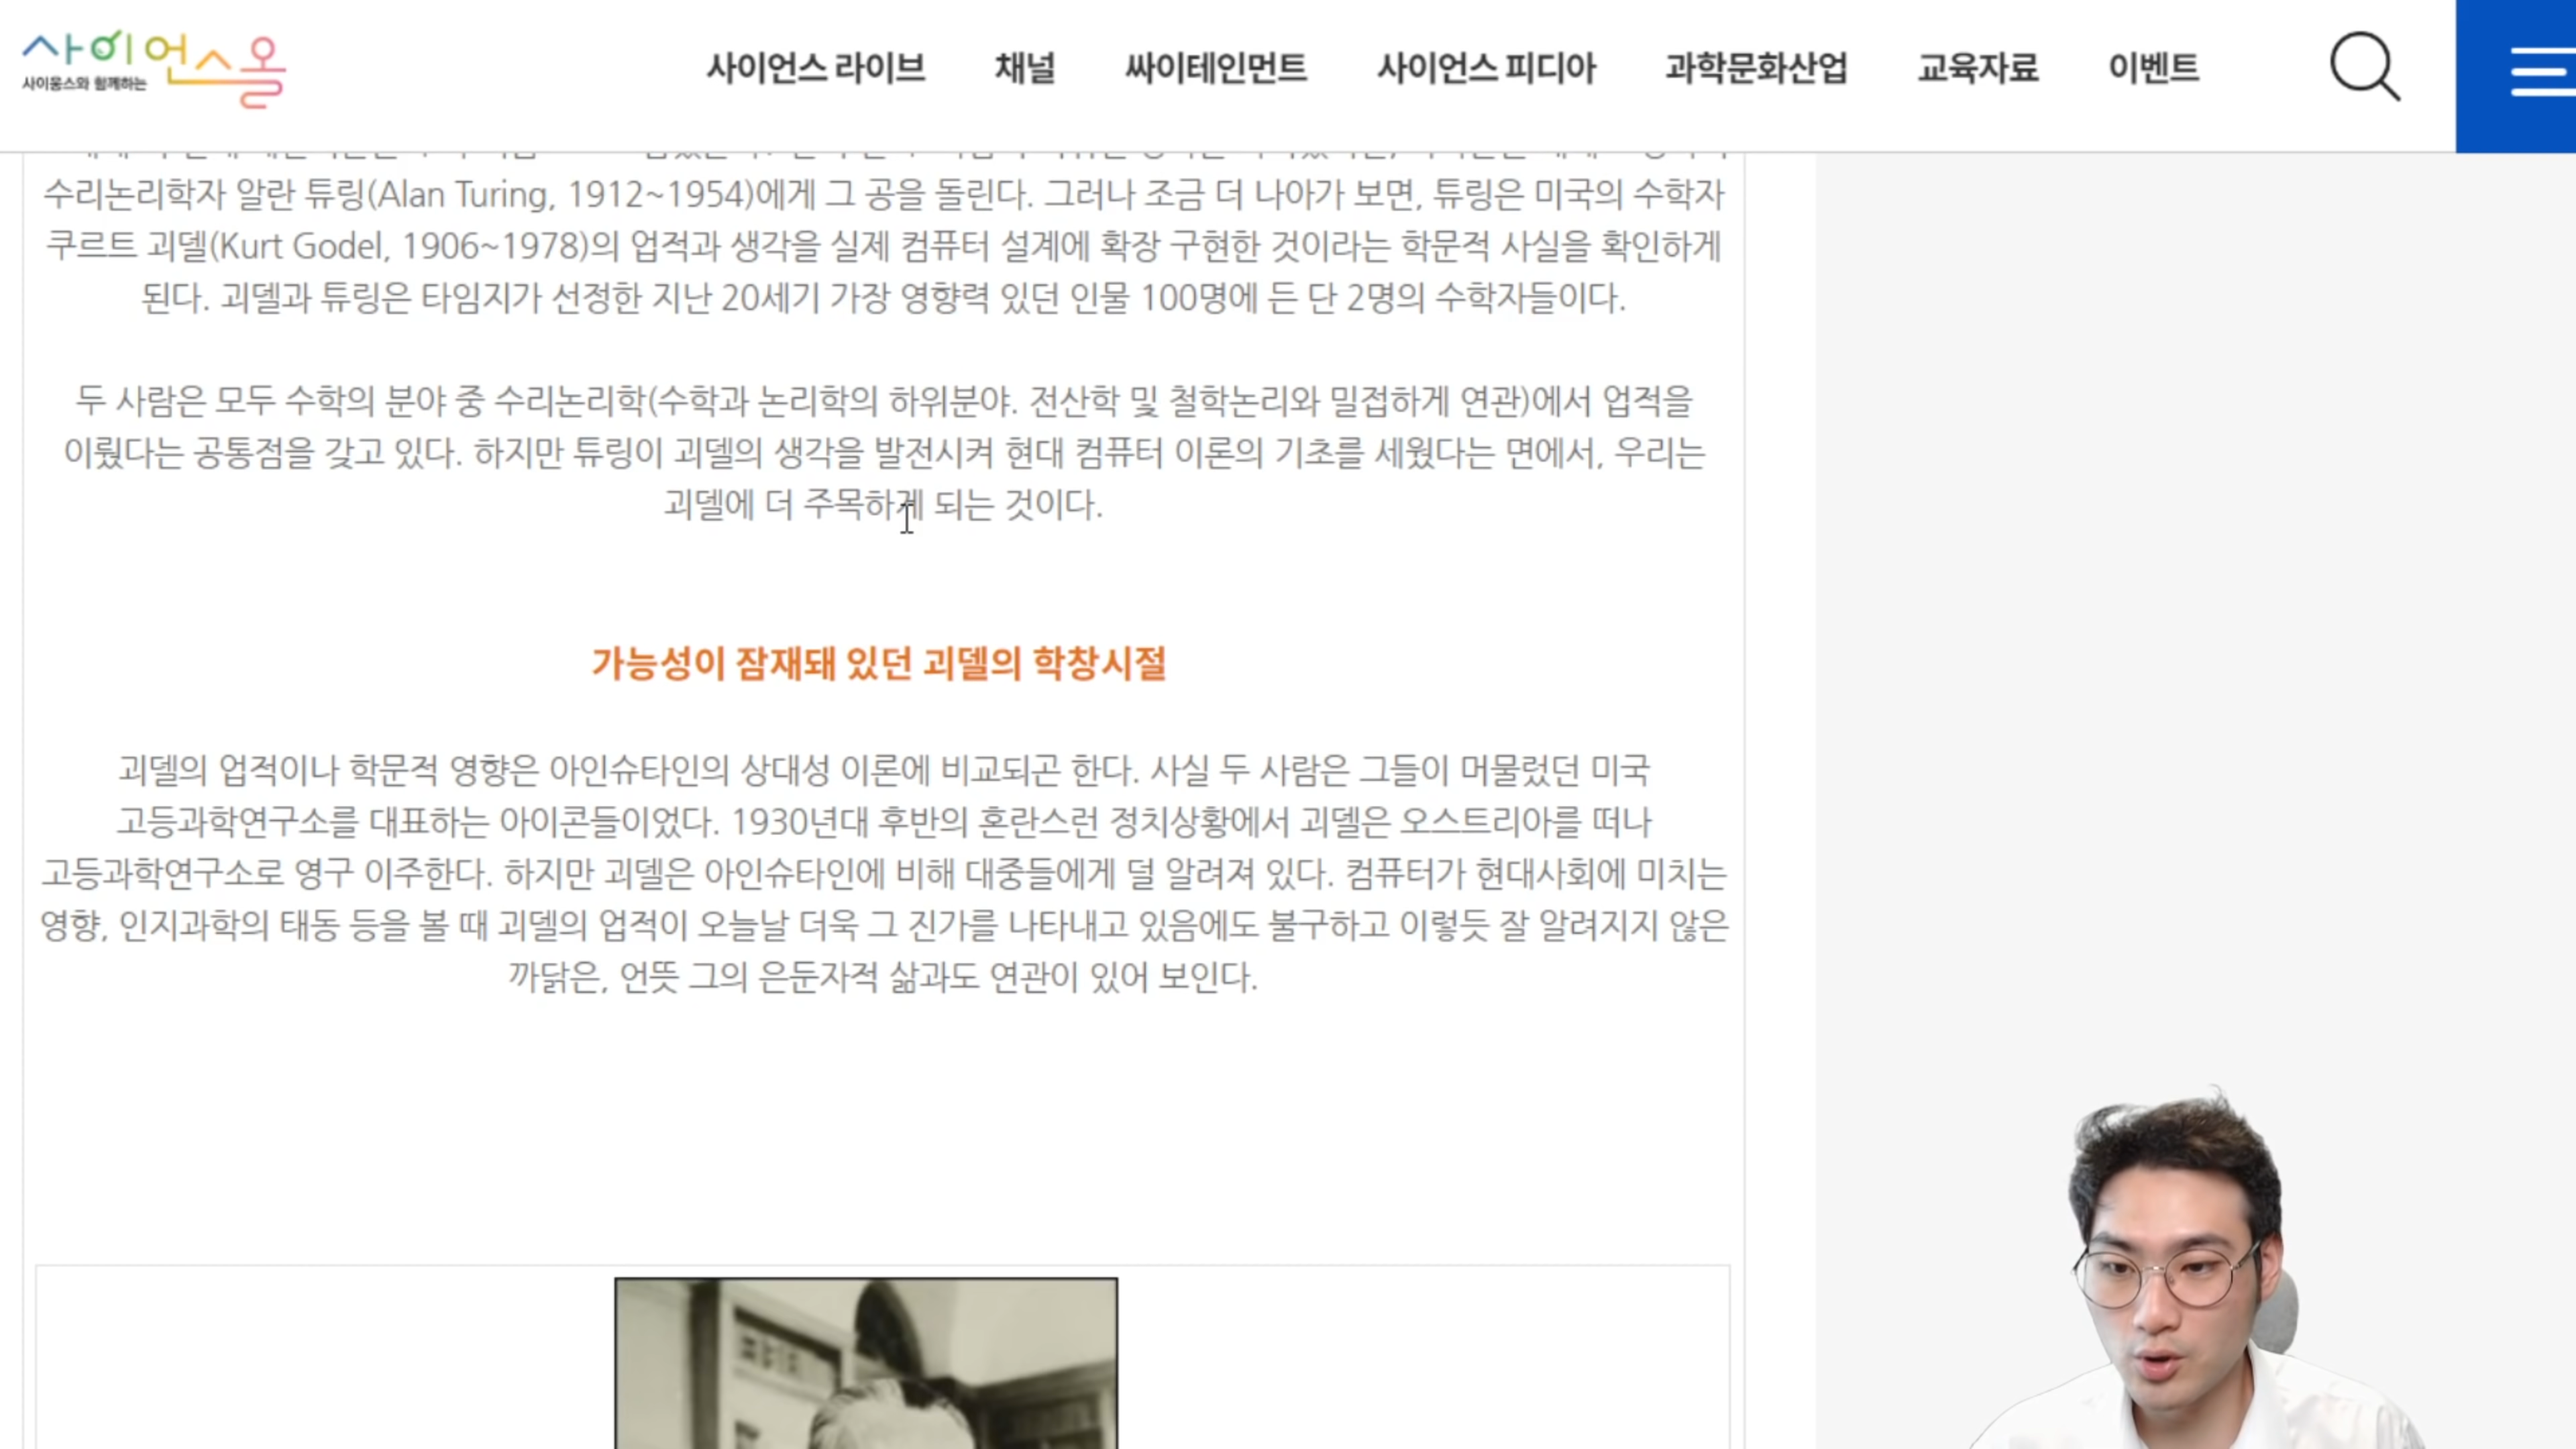 사이언스올
사이웅스와 함께하는
사이언스 라이브 채널 싸이테인먼트 사이언스 피디아 과학문화산업 교육자료 이벤트
수리논리학자 알란 튜링(Alan Turing, 1912~1954)에게 그 공을 돌린다. 그러나 조금 더 나아가 보면, 튜링은 미국의 수학자
쿠르트 괴델(Kurt Godel, 1906~1978)의 업적과 생각을 실제 컴퓨터 설계에 확장 구현한 것이라는 학문적 사실을 확인하게
된다. 괴델과 튜링은 타임지가 선정한 지난 20세기 가장 영향력 있던 인물 100명에 든 단 2명의 수학자들이다.
두 사람은 모두 수학의 분야 중 수리논리학(수학과 논리학의 하위분야. 전산학 및 철학논리와 밀접하게 연관)에서 업적을
이뤘다는 공통점을 갖고 있다. 하지만 튜링이 괴델의 생각을 발전시켜 현대 컴퓨터 이론의 기초를 세웠다는 면에서, 우리는
괴델에 더 주목하게 되는 것이다.
가능성이 잠재돼 있던 괴델의 학창시절
괴델의 업적이나 학문적 영향은 아인슈타인의 상대성 이론에 비교되곤 한다. 사실 두 사람은 그들이 머물렀던 미국
고등과학연구소를 대표하는 아이콘들이었다. 1930년대 후반의 혼란스런 정치상황에서 괴델은 오스트리아를 떠나
고등과학연구소로 영구 이주한다. 하지만 괴델은 아인슈타인에 비해 대중들에게 덜 알려져 있다. 컴퓨터가 현대사회에 미치는
영향, 인지과학의 태동 등을 볼 때 괴델의 업적이 오늘날 더욱 그 진가를 나타내고 있음에도 불구하고 이렇듯 잘 알려지지 않은
까닭은, 언뜻 그의 은둔자적 삶과도 연관이 있어 보인다.